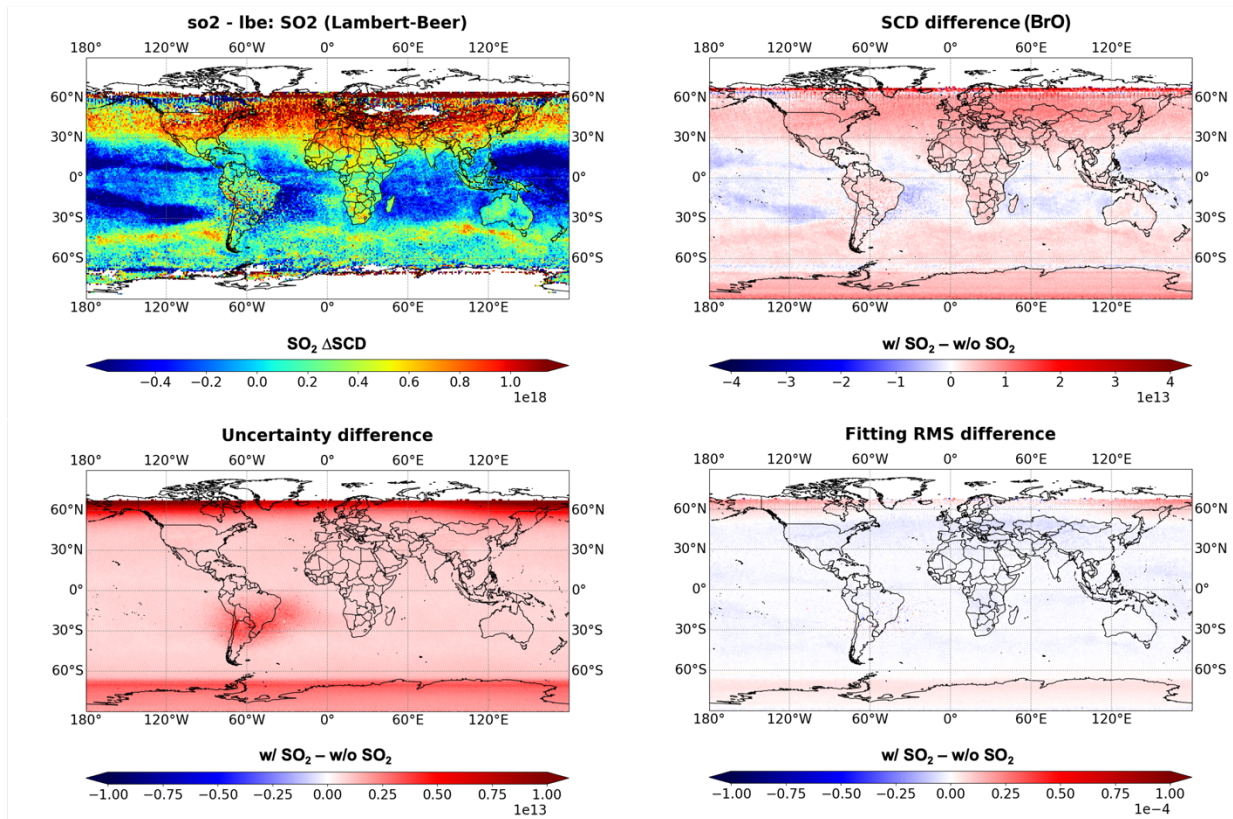 so2 - lbe: SO2 (Lambert-Beer)
180° 120°W 60°W 0° 60°E 120°E
60°N 60°N
30°N 30°N
0° 0°
30°S 30°S
60°S 60°S
180° 120°W 60°W 0° 60°E 120°E
SO₂ ΔSCD
−0.4 −0.2 0.0 0.2 0.4 0.6 0.8 1.0
1e18
SCD difference (BrO)
180° 120°W 60°W 0° 60°E 120°E
60°N 60°N
30°N 30°N
0° 0°
30°S 30°S
60°S 60°S
180° 120°W 60°W 0° 60°E 120°E
w/ SO₂ – w/o SO₂
−4 −3 −2 −1 0 1 2 3 4
1e13
Uncertainty difference
180° 120°W 60°W 0° 60°E 120°E
60°N 60°N
30°N 30°N
0° 0°
30°S 30°S
60°S 60°S
180° 120°W 60°W 0° 60°E 120°E
w/ SO₂ – w/o SO₂
−1.00 −0.75 −0.50 −0.25 0.00 0.25 0.50 0.75 1.00
1e13
Fitting RMS difference
180° 120°W 60°W 0° 60°E 120°E
60°N 60°N
30°N 30°N
0° 0°
30°S 30°S
60°S 60°S
180° 120°W 60°W 0° 60°E 120°E
w/ SO₂ – w/o SO₂
−1.00 −0.75 −0.50 −0.25 0.00 0.25 0.50 0.75 1.00
1e−4